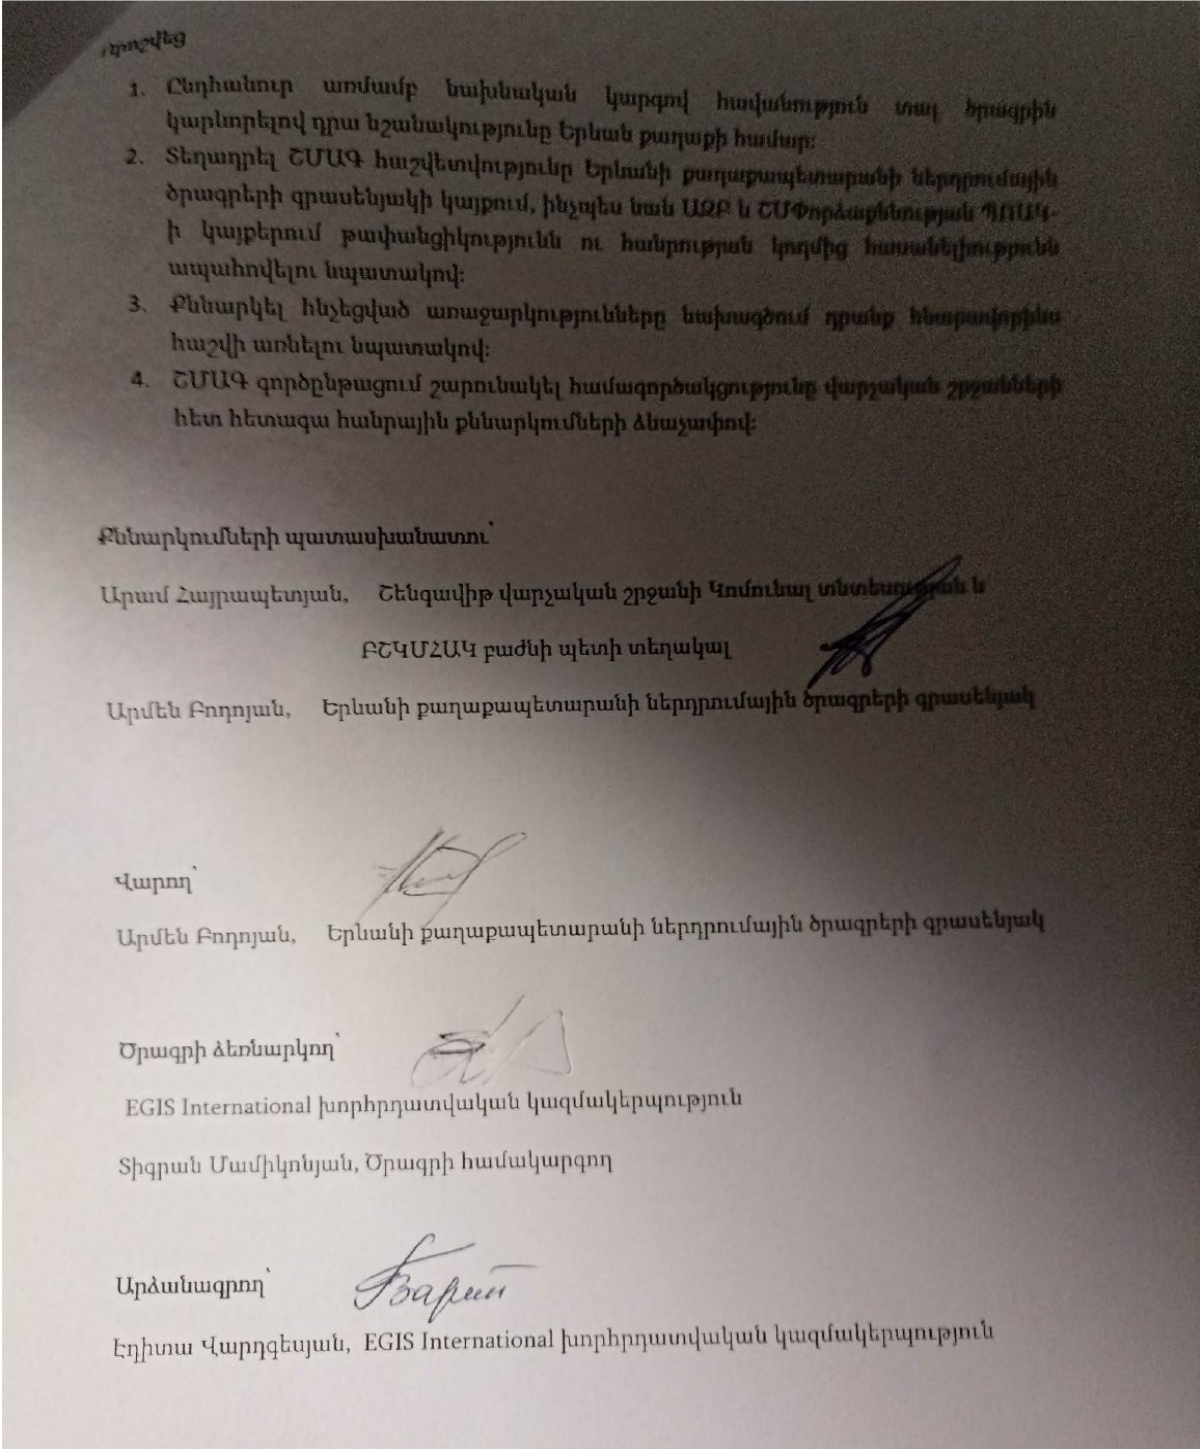 որոշվեց
1. Ընդհանուր առմամբ նախնական կարգով հավանություն տալ ծրագրին
կարևորելով դրա նշանակությունը Երևան քաղաքի համար:
2. Տեղադրել ՇՄԱԳ հաշվետվությունը Երևանի քաղաքապետարանի ներդրումային
ծրագրերի գրասենյակի կայքում, ինչպես նան ԱԶԲ և ՇՄՓորձաքննության ՊՈԱԿ-
ի կայքերում թափանցիկությունն ու հանրության կողմից հասանելիությունն
ապահովելու նպատակով:
3. Քննարկել հնչեցված առաջարկությունները նախագծում դրանք հնարավորինս
հաշվի առնելու նպատակով:
4. ՇՄԱԳ գործընթացում շարունակել համագործակցությունը վարչական շրջանների
հետ հետագա հանրային քննարկումների ձևաչափով:
Քննարկումների պատասխանատու՝
Արամ Հայրապետյան, Շենգավիթ վարչական շրջանի Կոմունալ տնտեսության և
ԲՇԿՄՀԱԿ բաժնի պետի տեղակալ
Արմեն Բոդոյան, Երևանի քաղաքապետարանի ներդրումային ծրագրերի գրասենյակ
Վարող՝
Արմեն Բոդոյան, Երևանի քաղաքապետարանի ներդրումային ծրագրերի գրասենյակ
Ծրագրի ձեռնարկող՝
EGIS International խորհրդատվական կազմակերպություն
Տիգրան Մամիկոնյան, Ծրագրի համակարգող
Արձանագրող՝
Էդիտա Վարդգեսյան, EGIS International խորհրդատվական կազմակերպություն